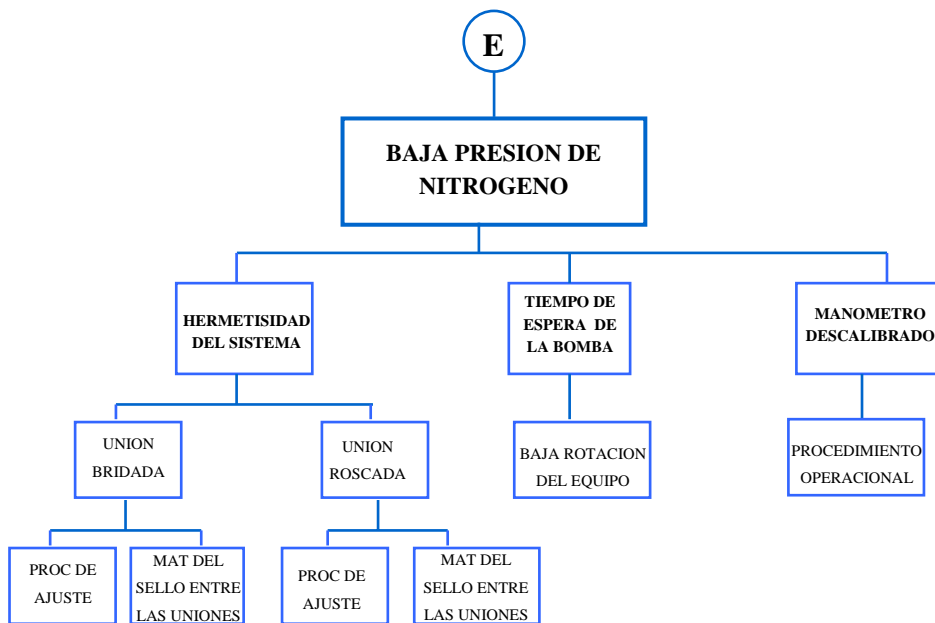 E
BAJA PRESION DE
NITROGENO
HERMETISIDAD
DEL SISTEMA
TIEMPO DE
ESPERA DE
LA BOMBA
MANOMETRO
DESCALIBRADO
UNION
BRIDADA
UNION
ROSCADA
BAJA ROTACION
DEL EQUIPO
PROCEDIMIENTO
OPERACIONAL
PROC DE
AJUSTE
MAT DEL
SELLO ENTRE
LAS UNIONES
PROC DE
AJUSTE
MAT DEL
SELLO ENTRE
LAS UNIONES